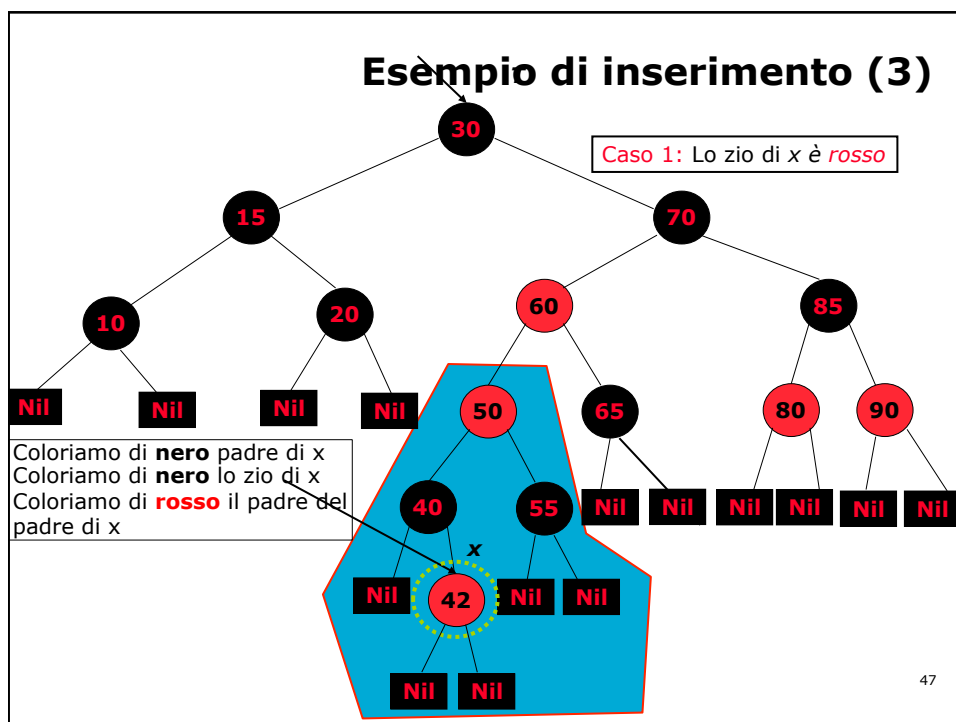 Esempio di inserimento (3)
30
Caso 1: Lo zio di x è rosso
15
70
10
20
60
85
Nil
Nil
Nil
Nil
50
65
80
90
Coloriamo di nero padre di x
Coloriamo di nero lo zio di x
Coloriamo di rosso il padre del
padre di x
40
55
Nil
Nil
Nil
Nil
Nil
Nil
x
Nil
42
Nil
Nil
Nil
Nil
47